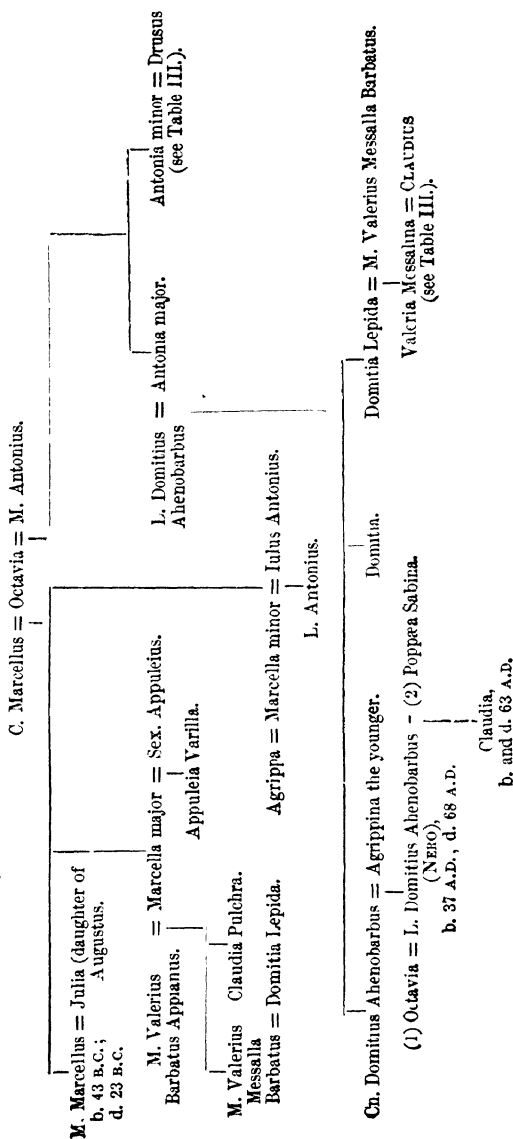 C. Marcellus = Octavia = M. Antonius.
M. Marcellus = Julia (daughter of
b. 43 B.C.; Augustus.
d. 23 B.C.
M. Valerius = Marcella major = Sex. Appuleius.
Barbatus Appianus.
Appuleia Varilla.
M. Valerius Claudia Pulchra.
Messalla
Barbatus = Domitia Lepida.
Agrippa = Marcella minor = Iulus Antonius.
L. Antonius.
L. Domitius = Antonia major.
Ahenobarbus
Antonia minor = Drusus
(see Table III.).
Cn. Domitius Ahenobarbus = Agrippina the younger.
Domitia.
Domitia Lepida = M. Valerius Messalla Barbatus.
(1) Octavia = L. Domitius Ahenobarbus - (2) Poppæa Sabina.
(NERO),
b. 37 A.D., d. 68 A.D.
Claudia,
b. and d. 63 A.D.
Valeria Messalina = CLAUDIUS
(see Table III.).